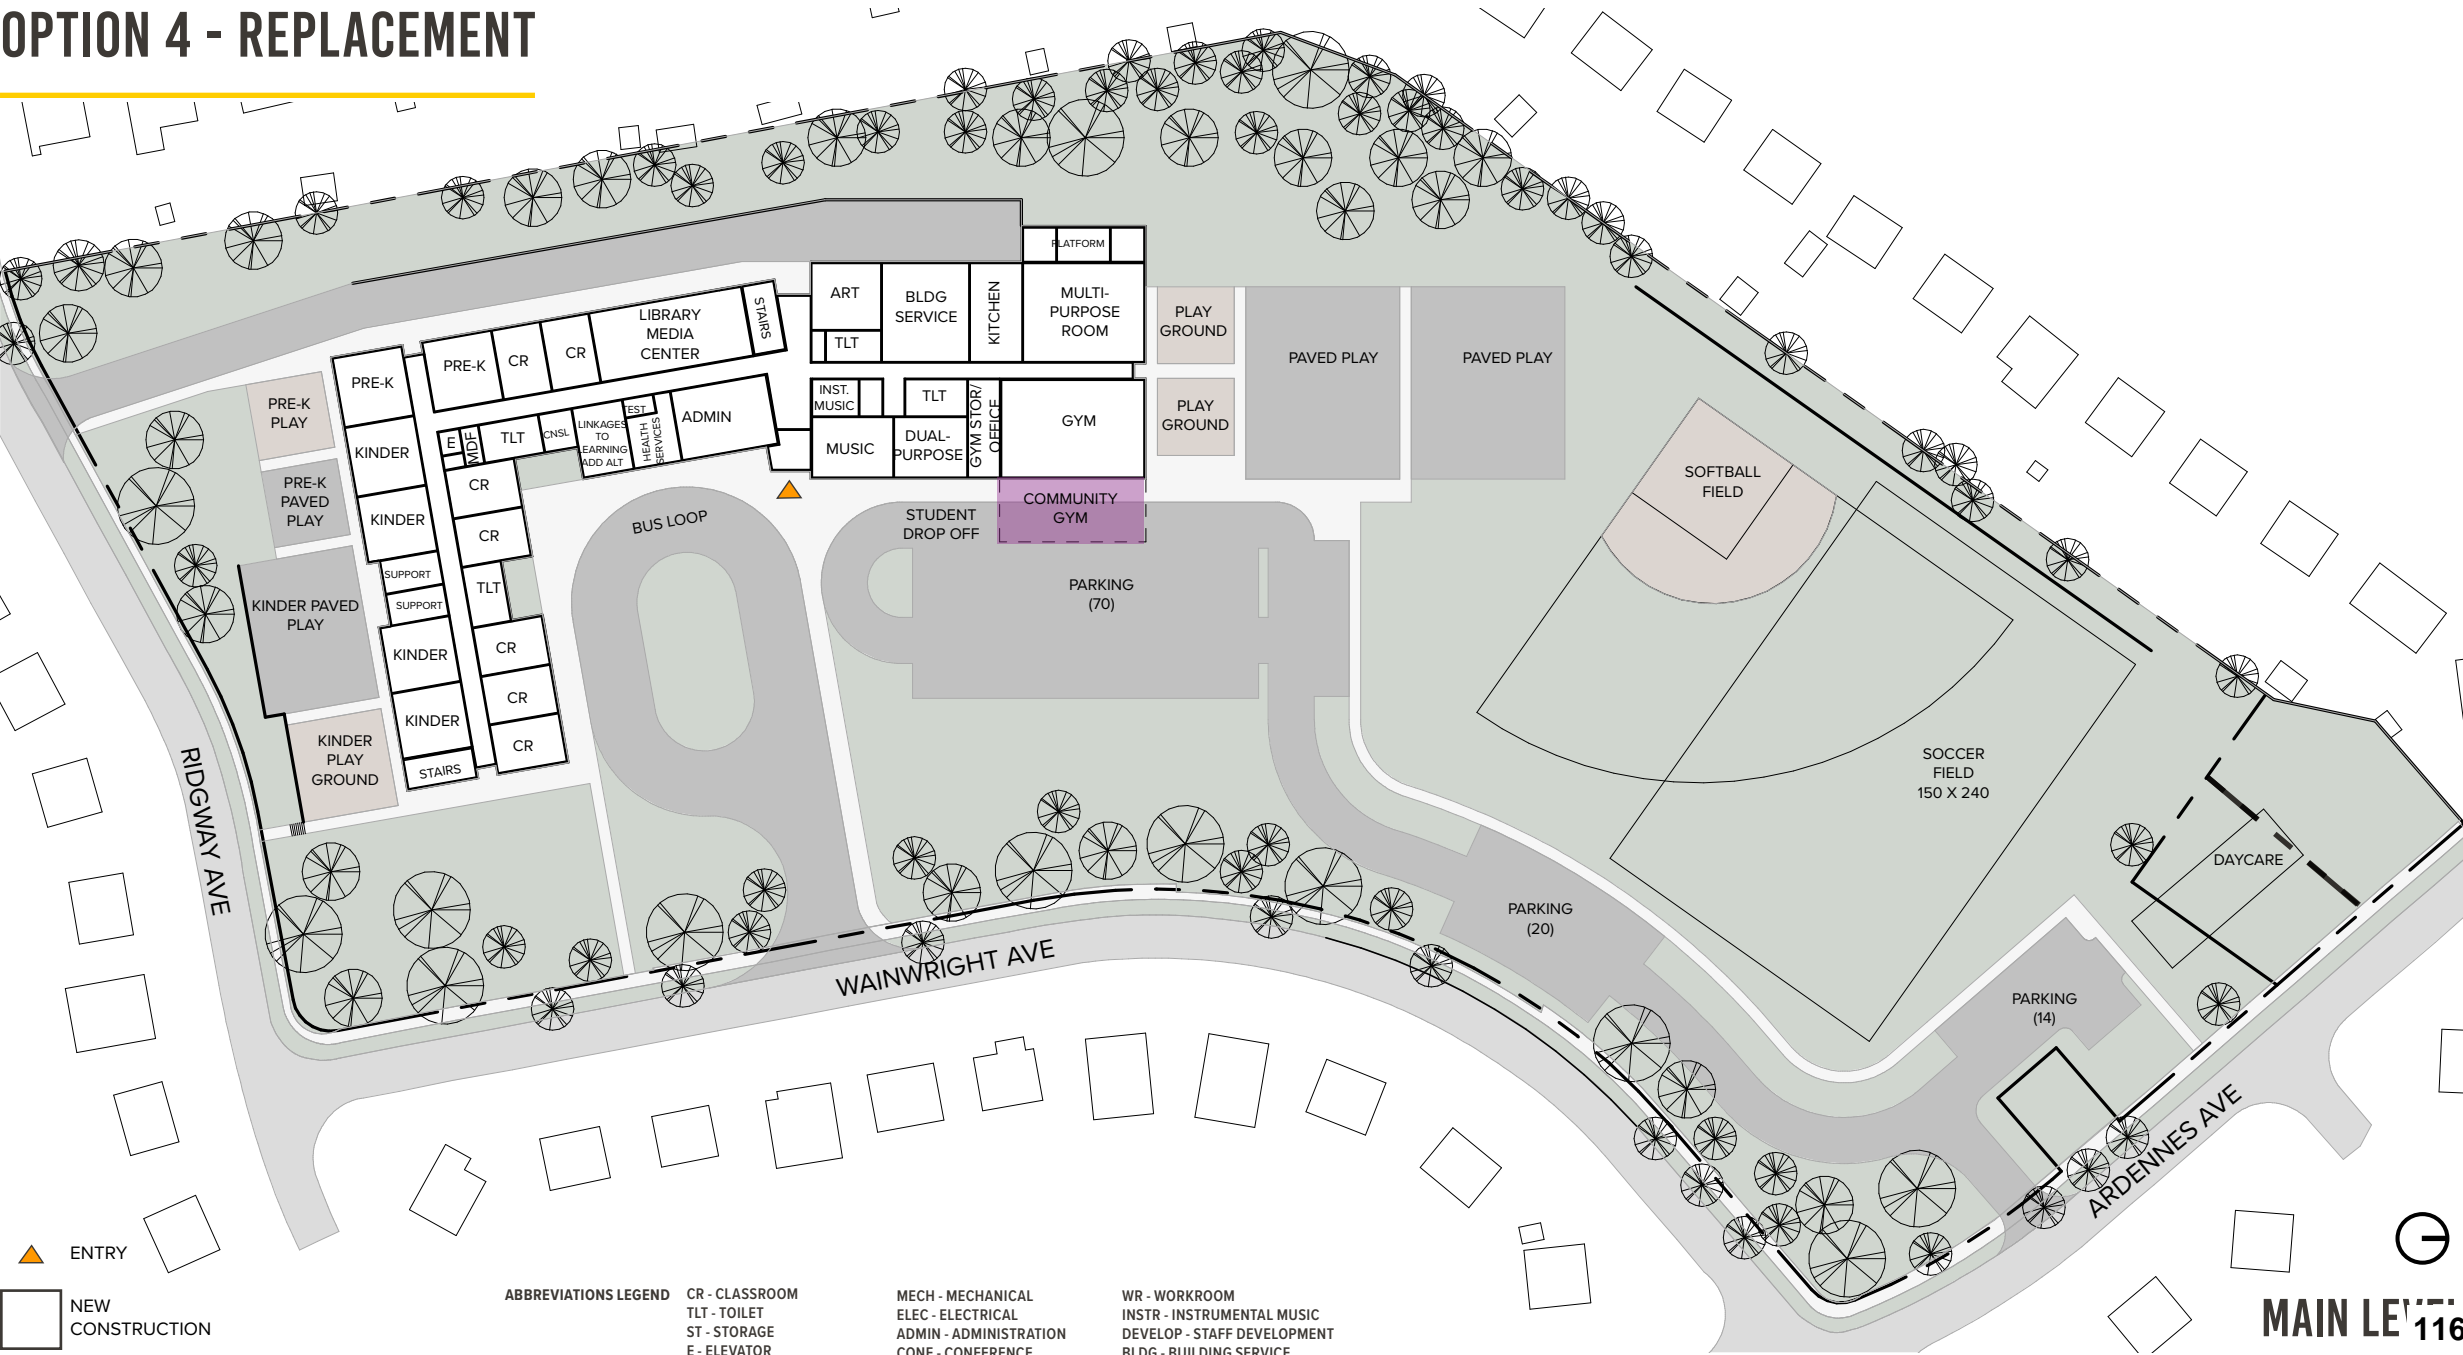 OPTION 4 - REPLACEMENT
PLATFORM
ART
BLDG
SERVICE
KITCHEN
MULTI-
PURPOSE
ROOM
TLT
STAIRS
LIBRARY
MEDIA
CENTER
CR
CR
PRE-K
PRE-K
PLAY
GROUND
PLAY
GROUND
PAVED PLAY
PAVED PLAY
INST.
MUSIC
TLT
GYM STOR/
OFFICE
GYM
MUSIC
DUAL-
PURPOSE
ADMIN
TEST
HEALTH
SERVICES
LINKAGES
TO
LEARNING
ADD ALT
CNSL
TLT
MDF
E
PRE-K
PLAY
KINDER
PRE-K
PAVED
PLAY
KINDER
CR
CR
SUPPORT
SUPPORT
TLT
KINDER PAVED
PLAY
KINDER
CR
CR
KINDER
CR
STAIRS
KINDER
PLAY
GROUND
BUS LOOP
STUDENT
DROP OFF
COMMUNITY
GYM
PARKING
(70)
SOFTBALL
FIELD
SOCCER
FIELD
150 X 240
DAYCARE
PARKING
(20)
PARKING
(14)
RIDGWAY AVE
WAINWRIGHT AVE
ARDENNES AVE
ENTRY
NEW
CONSTRUCTION
ABBREVIATIONS LEGEND
CR - CLASSROOM
TLT - TOILET
ST - STORAGE
E - ELEVATOR
MECH - MECHANICAL
ELEC - ELECTRICAL
ADMIN - ADMINISTRATION
CONF - CONFERENCE
WR - WORKROOM
INSTR - INSTRUMENTAL MUSIC
DEVELOP - STAFF DEVELOPMENT
BLDG - BUILDING SERVICE
MAIN LEVEL
116